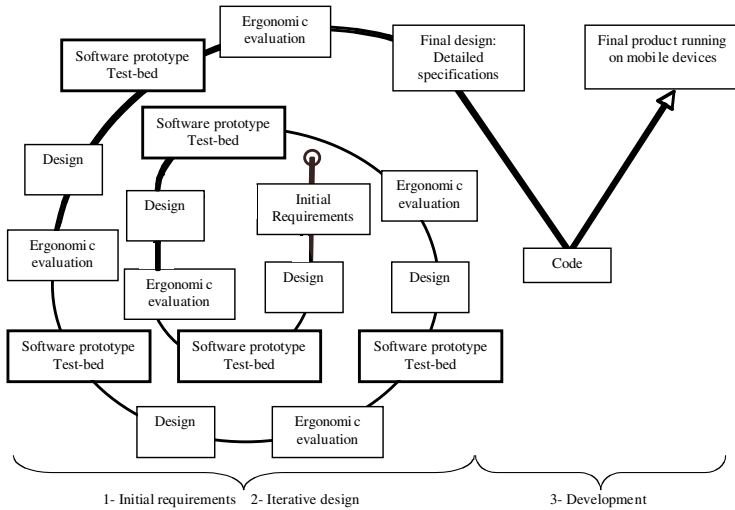 Ergonomic
evaluation
Final design:
Detailed
specifications
Final product running
on mobile devices
Software prototype
Test-bed
Software prototype
Test-bed
Design
Ergonomic
evaluation
Design
Initial
Requirements
Ergonomic
evaluation
Code
Ergonomic
evaluation
Design
Design
Software prototype
Test-bed
Software prototype
Test-bed
Software prototype
Test-bed
Design
Ergonomic
evaluation
1- Initial requirements 2- Iterative design
3- Development